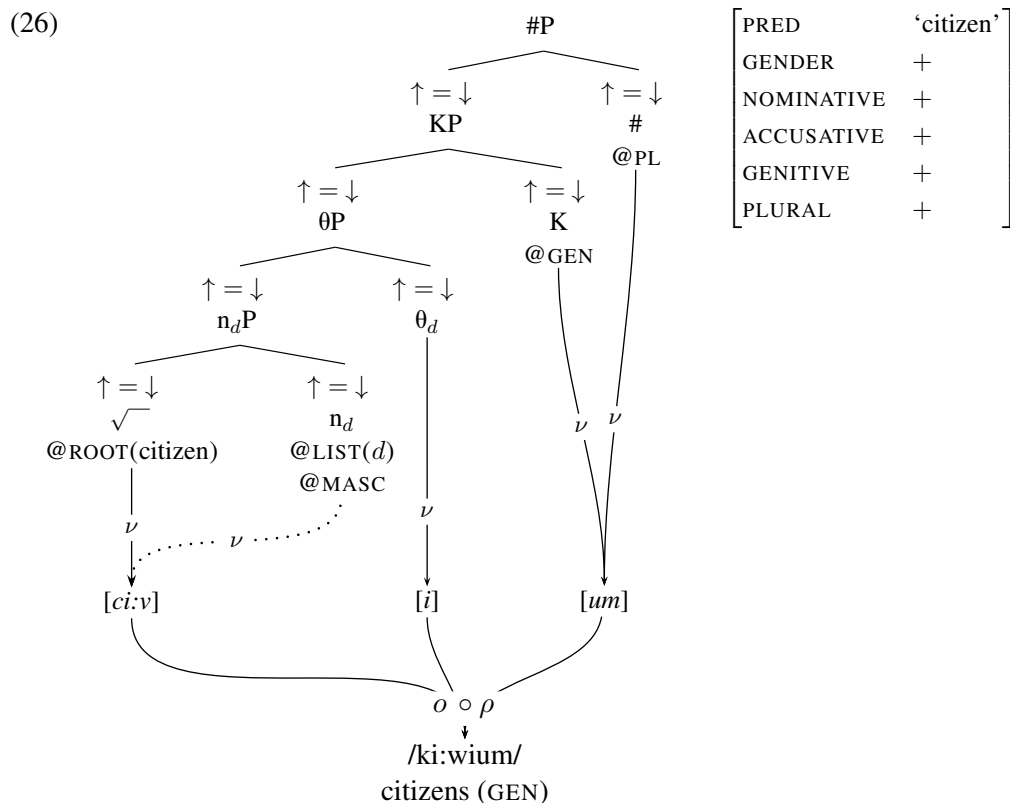 (26)
#P
↑ = ↓ ↑ = ↓
KP #
@PL
↑ = ↓ ↑ = ↓
θP K
@GEN
↑ = ↓ ↑ = ↓
n_dP θ_d
↑ = ↓ ↑ = ↓
√ n_d
@ROOT(citizen) @LIST(d)
@MASC
ν ν ν ν ν
[ci:v] [i] [um]
o ∘ ρ
/ki:wium/
citizens (GEN)
PRED ‘citizen’
GENDER +
NOMINATIVE +
ACCUSATIVE +
GENITIVE +
PLURAL +